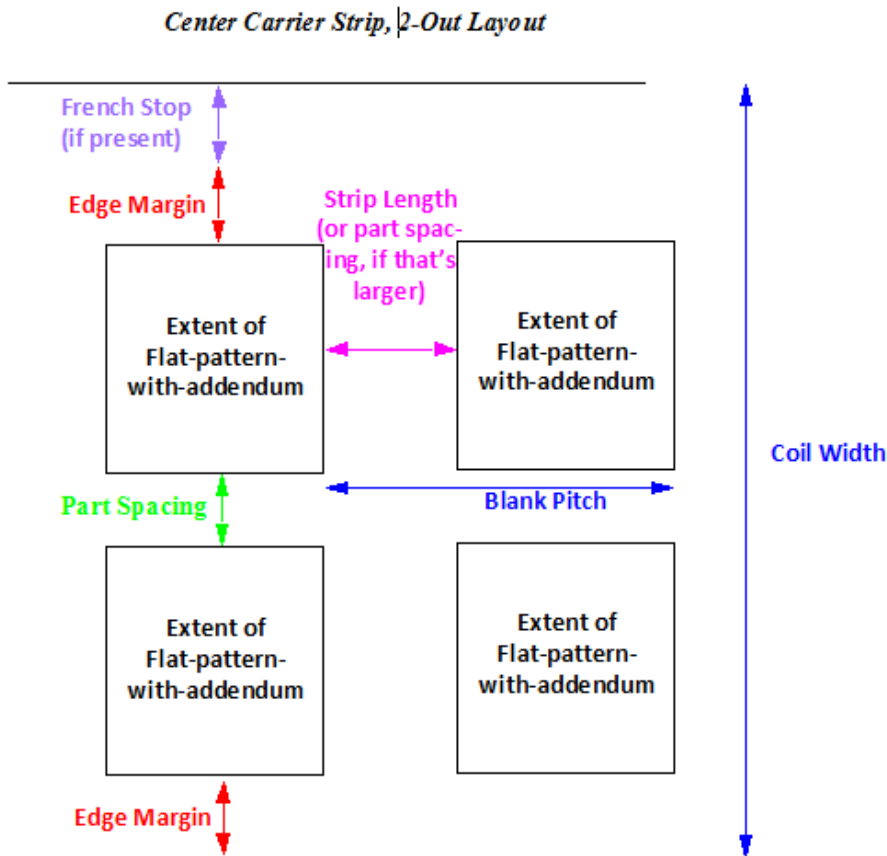 Center Carrier Strip, 2-Out Layout
French Stop
(if present)
Edge Margin
Strip Length
(or part spac-
ing, if that's
larger)
Extent of
Flat-pattern-
with-addendum
Extent of
Flat-pattern-
with-addendum
Coil Width
Blank Pitch
Part Spacing
Extent of
Flat-pattern-
with-addendum
Extent of
Flat-pattern-
with-addendum
Edge Margin